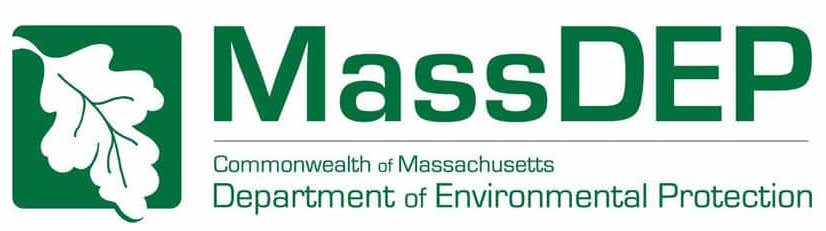 MassDEP
Commonwealth of Massachusetts
Department of Environmental Protection